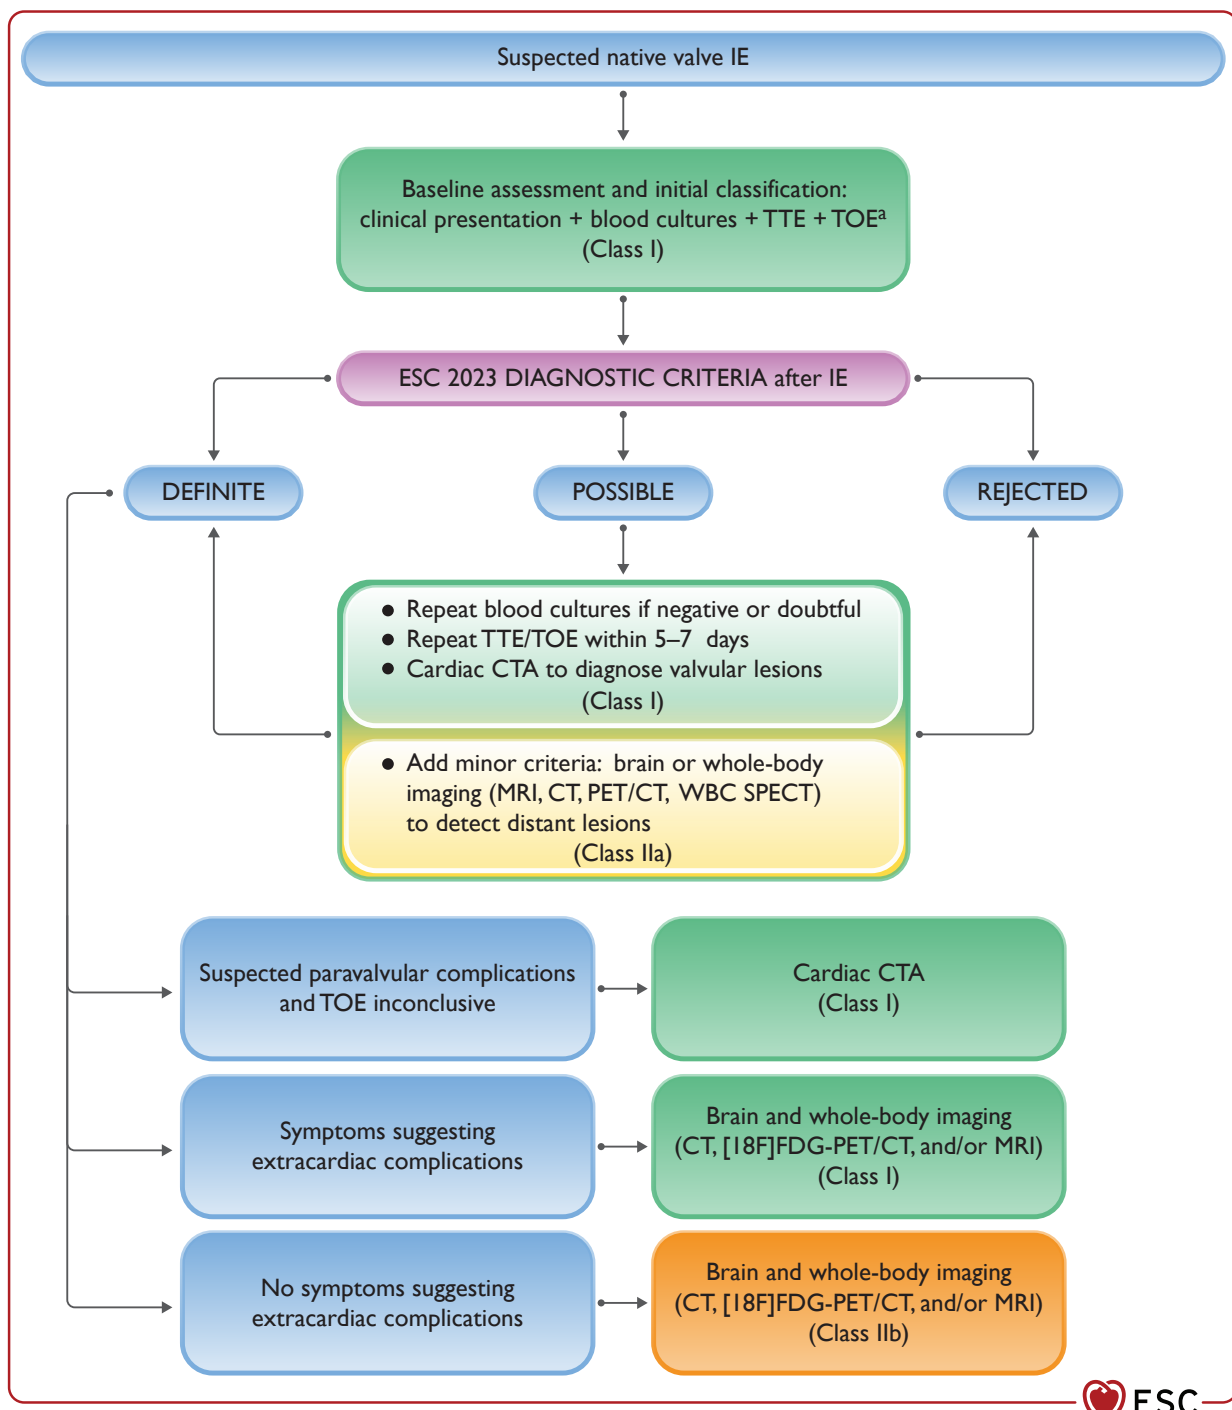 Suspected native valve IE
Baseline assessment and initial classification:
clinical presentation + blood cultures + TTE + TOEᵃ
(Class I)
ESC 2023 DIAGNOSTIC CRITERIA after IE
DEFINITE
POSSIBLE
REJECTED
● Repeat blood cultures if negative or doubtful
● Repeat TTE/TOE within 5–7 days
● Cardiac CTA to diagnose valvular lesions
(Class I)
● Add minor criteria: brain or whole-body
imaging (MRI, CT, PET/CT, WBC SPECT)
to detect distant lesions
(Class IIa)
Suspected paravalvular complications
and TOE inconclusive
Cardiac CTA
(Class I)
Symptoms suggesting
extracardiac complications
Brain and whole-body imaging
(CT, [18F]FDG-PET/CT, and/or MRI)
(Class I)
No symptoms suggesting
extracardiac complications
Brain and whole-body imaging
(CT, [18F]FDG-PET/CT, and/or MRI)
(Class IIb)
ESC